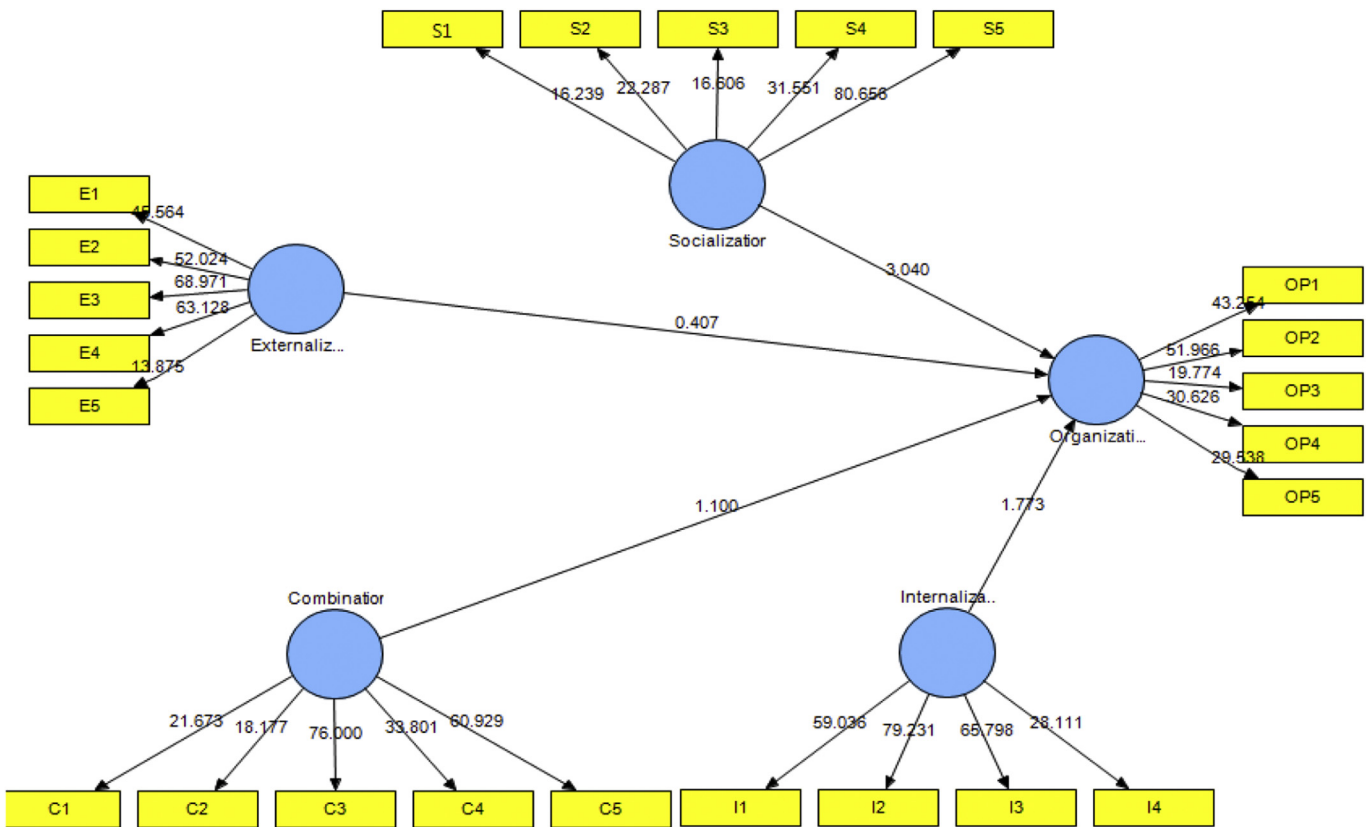 S1
S2
S3
S4
S5
16.239
22.287
16.606
31.551
80.656
Socialization
E1
E2
E3
E4
E5
45.564
52.024
68.971
63.128
13.875
Externaliz...
3.040
0.407
1.100
1.773
OP1
OP2
OP3
OP4
OP5
43.254
51.966
19.774
30.626
29.538
Organizati...
Combination
21.673
18.177
76.000
33.801
60.929
C1
C2
C3
C4
C5
Internaliza..
59.036
79.231
65.798
28.111
I1
I2
I3
I4